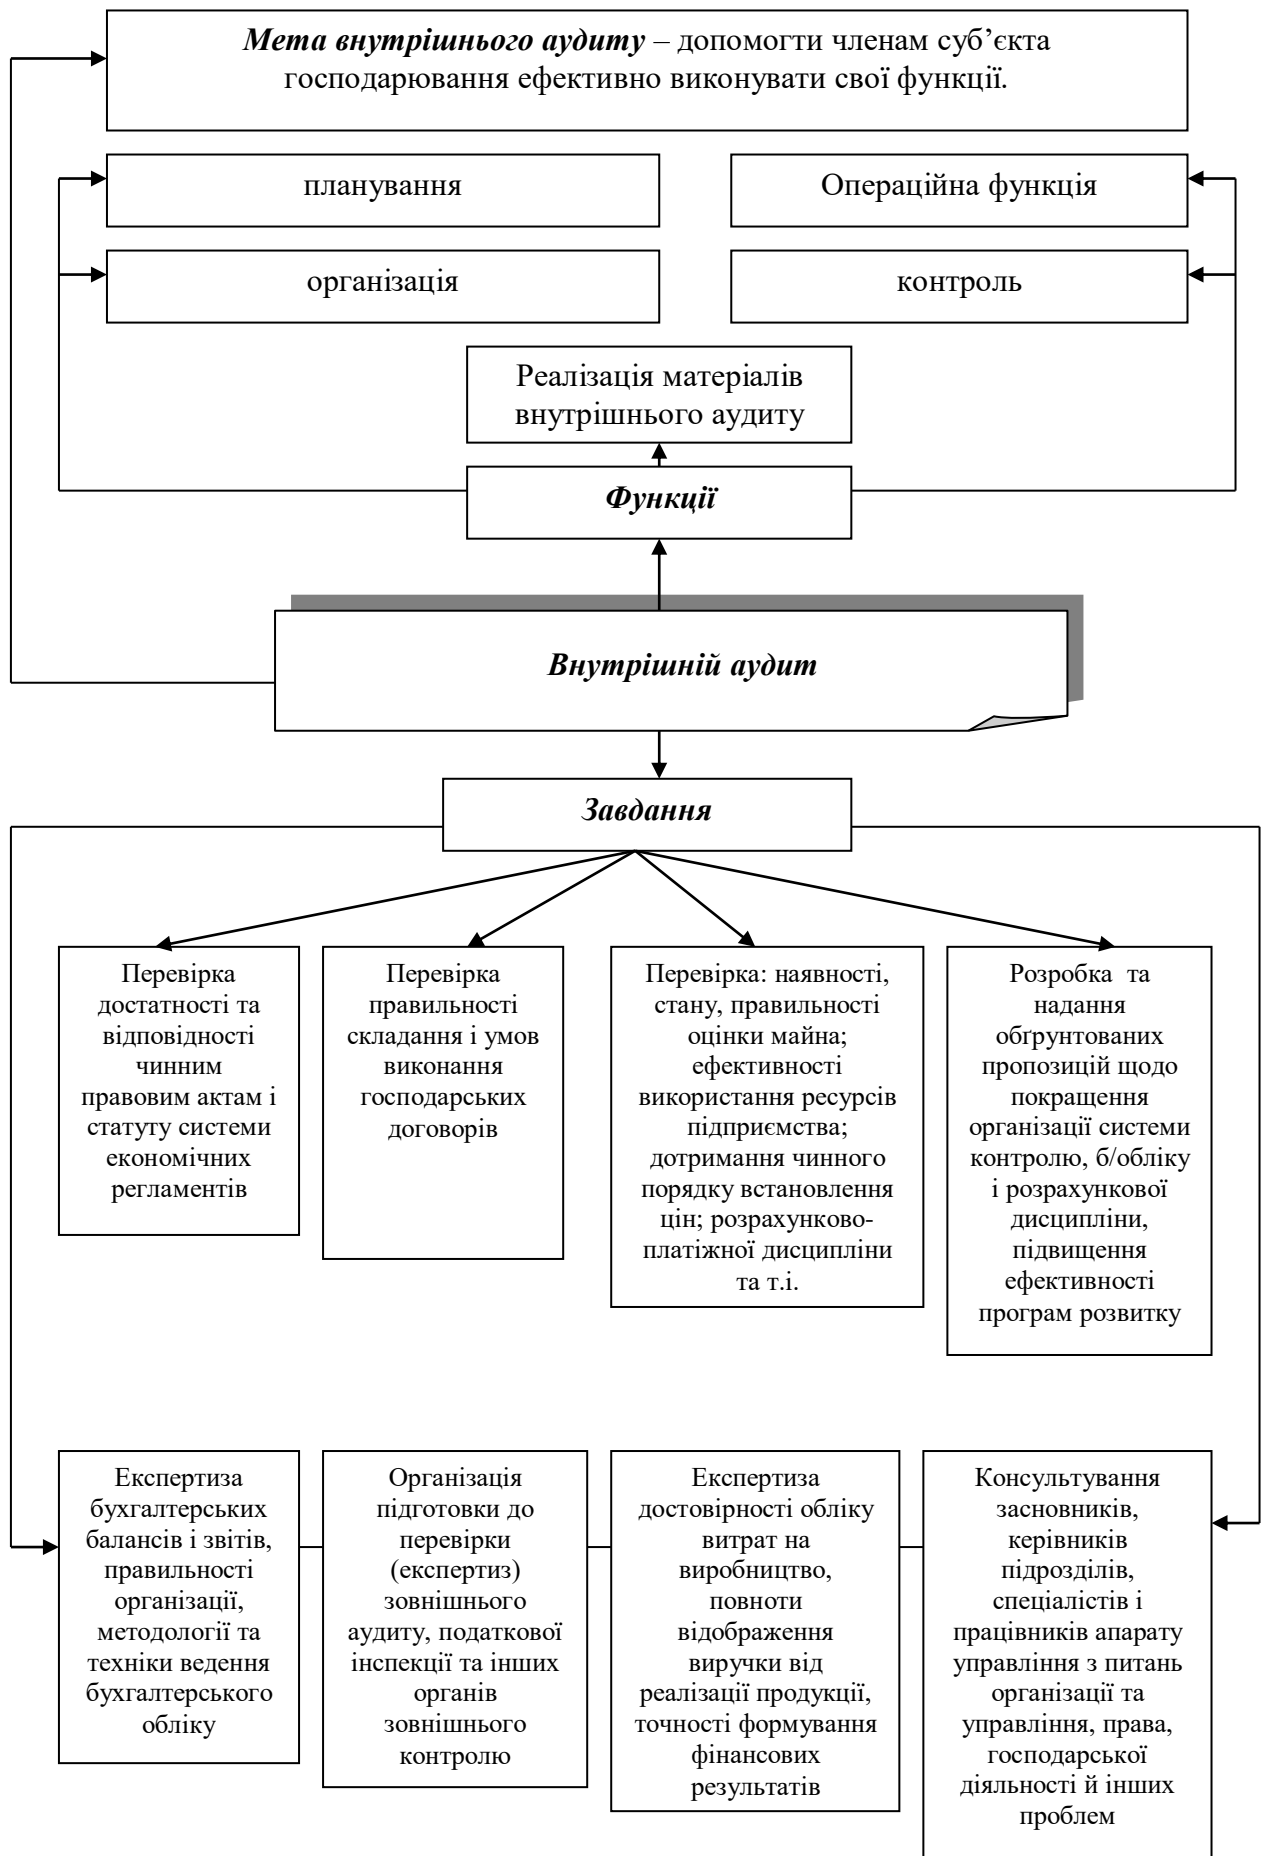 Мета внутрішнього аудиту – допомогти членам суб’єкта
господарювання ефективно виконувати свої функції.
планування
Операційна функція
організація
контроль
Реалізація матеріалів
внутрішнього аудиту
Функції
Внутрішній аудит
Завдання
Перевірка
достатності та
відповідності
чинним
правовим актам і
статуту системи
економічних
регламентів
Перевірка
правильності
складання і умов
виконання
господарських
договорів
Перевірка: наявності,
стану, правильності
оцінки майна;
ефективності
використання ресурсів
підприємства;
дотримання чинного
порядку встановлення
цін; розрахунково-
платіжної дисципліни
та т.і.
Розробка та
надання
обґрунтованих
пропозицій щодо
покращення
організації системи
контролю, б/обліку
і розрахункової
дисципліни,
підвищення
ефективності
програм розвитку
Експертиза
бухгалтерських
балансів і звітів,
правильності
організації,
методології та
техніки ведення
бухгалтерського
обліку
Організація
підготовки до
перевірки
(експертиз)
зовнішнього
аудиту, податкової
інспекції та інших
органів
зовнішнього
контролю
Експертиза
достовірності обліку
витрат на
виробництво,
повноти
відображення
виручки від
реалізації продукції,
точності формування
фінансових
результатів
Консультування
засновників,
керівників
підрозділів,
спеціалістів і
працівників апарату
управління з питань
організації та
управління, права,
господарської
діяльності й інших
проблем